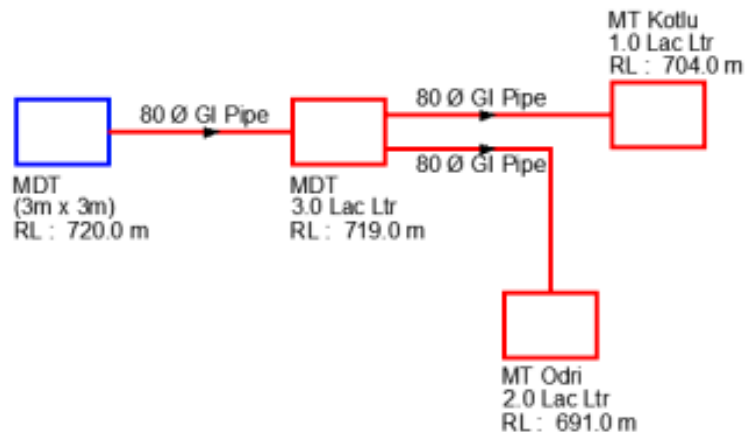 MT Kotlu
1.0 Lac Ltr
RL : 704.0 m
80 Ø GI Pipe
80 Ø GI Pipe
80 Ø GI Pipe
MDT
(3m x 3m)
RL : 720.0 m
MDT
3.0 Lac Ltr
RL : 719.0 m
MT Odri
2.0 Lac Ltr
RL : 691.0 m